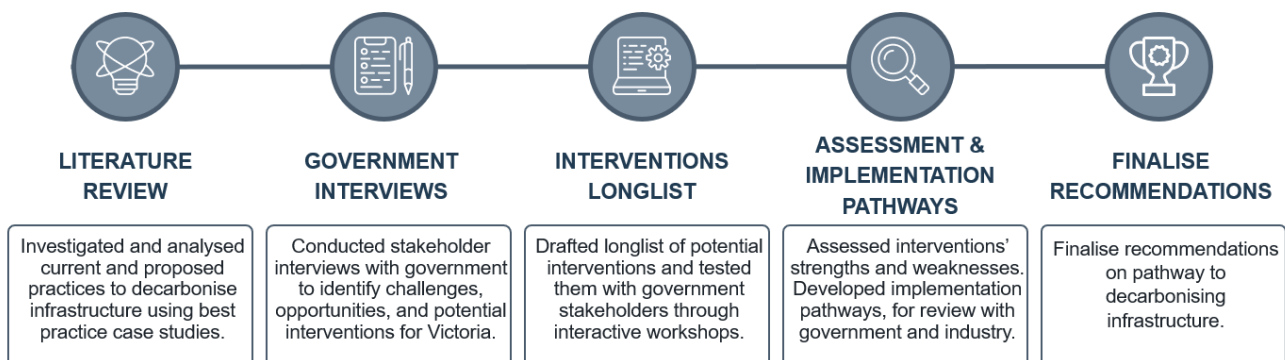 LITERATURE
REVIEW
Investigated and analysed
current and proposed
practices to decarbonise
infrastructure using best
practice case studies.
GOVERNMENT
INTERVIEWS
Conducted stakeholder
interviews with government
to identify challenges,
opportunities, and potential
interventions for Victoria.
INTERVENTIONS
LONGLIST
Drafted longlist of potential
interventions and tested
them with government
stakeholders through
interactive workshops.
ASSESSMENT &
IMPLEMENTATION
PATHWAYS
Assessed interventions’
strengths and weaknesses.
Developed implementation
pathways, for review with
government and industry.
FINALISE
RECOMMENDATIONS
Finalise recommendations
on pathway to
decarbonising
infrastructure.